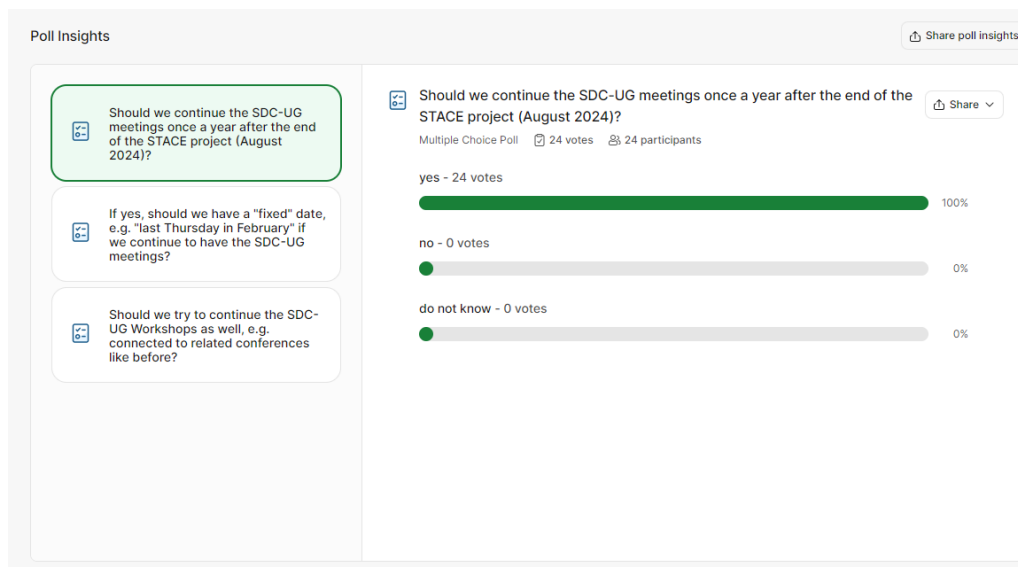 Poll Insights
Share poll insights
Should we continue the SDC-UG
meetings once a year after the end
of the STACE project (August
2024)?
If yes, should we have a "fixed" date,
e.g. "last Thursday in February" if
we continue to have the SDC-UG
meetings?
Should we try to continue the SDC-
UG Workshops as well, e.g.
connected to related conferences
like before?
Should we continue the SDC-UG meetings once a year after the end of the
STACE project (August 2024)?
Share
Multiple Choice Poll 24 votes 24 participants
yes - 24 votes
100%
no - 0 votes
0%
do not know - 0 votes
0%